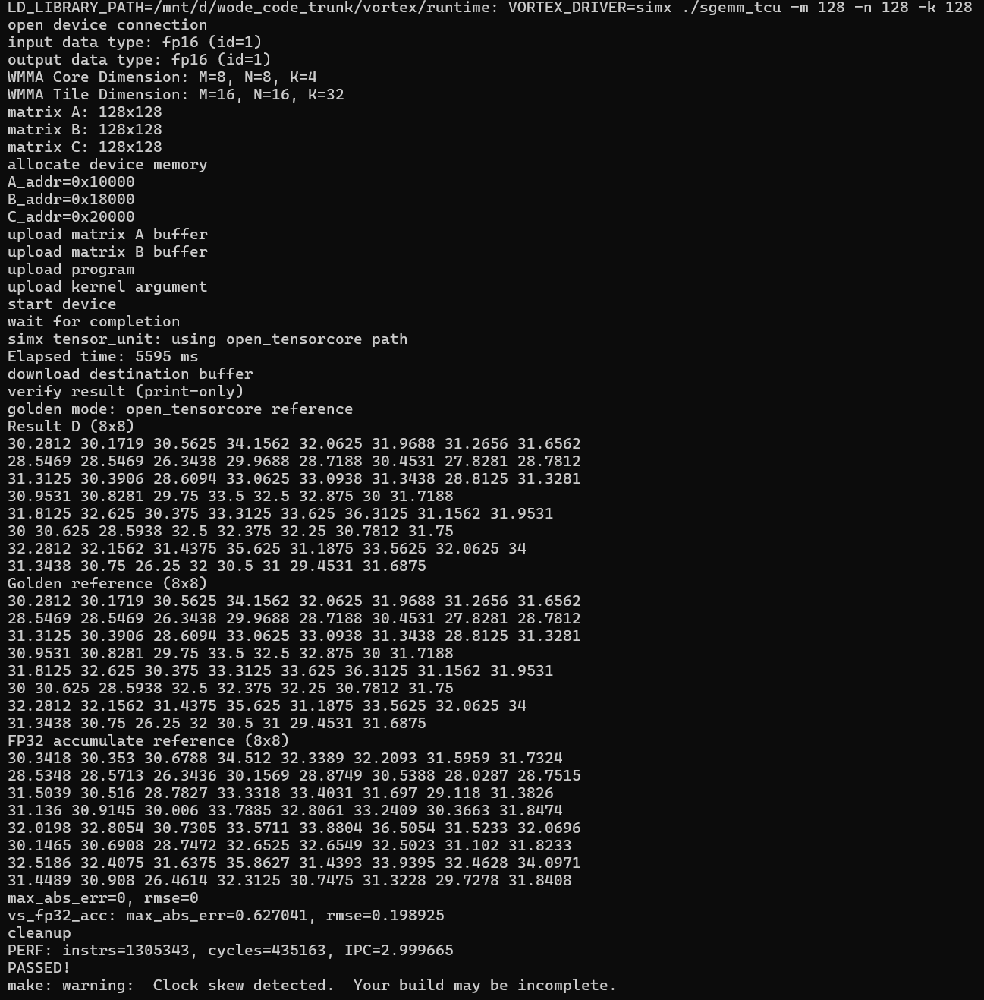 LD_LIBRARY_PATH=/mnt/d/wode_code_trunk/vortex/runtime: VORTEX_DRIVER=simx ./sgemm_tcu -m 128 -n 128 -k 128
open device connection
input data type: fp16 (id=1)
output data type: fp16 (id=1)
WMMA Core Dimension: M=8, N=8, K=4
WMMA Tile Dimension: M=16, N=16, K=32
matrix A: 128x128
matrix B: 128x128
matrix C: 128x128
allocate device memory
A_addr=0x10000
B_addr=0x18000
C_addr=0x20000
upload matrix A buffer
upload matrix B buffer
upload program
upload kernel argument
start device
wait for completion
simx tensor_unit: using open_tensorcore path
Elapsed time: 5595 ms
download destination buffer
verify result (print-only)
golden mode: open_tensorcore reference
Result D (8x8)
30.2812 30.1719 30.5625 34.1562 32.0625 31.9688 31.2656 31.6562
28.5469 28.5469 26.3438 29.9688 28.7188 30.4531 27.8281 28.7812
31.3125 30.3906 28.6094 33.0625 33.0938 31.3438 28.8125 31.3281
30.9531 30.8281 29.75 33.5 32.5 32.875 30 31.7188
31.8125 32.625 30.375 33.3125 33.625 36.3125 31.1562 31.9531
30 30.625 28.5938 32.5 32.375 32.25 30.7812 31.75
32.2812 32.1562 31.4375 35.625 31.1875 33.5625 32.0625 34
31.3438 30.75 26.25 32 30.5 31 29.4531 31.6875
Golden reference (8x8)
30.2812 30.1719 30.5625 34.1562 32.0625 31.9688 31.2656 31.6562
28.5469 28.5469 26.3438 29.9688 28.7188 30.4531 27.8281 28.7812
31.3125 30.3906 28.6094 33.0625 33.0938 31.3438 28.8125 31.3281
30.9531 30.8281 29.75 33.5 32.5 32.875 30 31.7188
31.8125 32.625 30.375 33.3125 33.625 36.3125 31.1562 31.9531
30 30.625 28.5938 32.5 32.375 32.25 30.7812 31.75
32.2812 32.1562 31.4375 35.625 31.1875 33.5625 32.0625 34
31.3438 30.75 26.25 32 30.5 31 29.4531 31.6875
FP32 accumulate reference (8x8)
30.3418 30.353 30.6788 34.512 32.3389 32.2093 31.5959 31.7324
28.5348 28.5713 26.3436 30.1569 28.8749 30.5388 28.0287 28.7515
31.5039 30.516 28.7827 33.3318 33.4031 31.697 29.118 31.3826
31.136 30.9145 30.006 33.7885 32.8061 33.2409 30.3663 31.8474
32.0198 32.8054 30.7305 33.5711 33.8804 36.5054 31.5233 32.0696
30.1465 30.6908 28.7472 32.6525 32.6549 32.5023 31.102 31.8233
32.5186 32.4075 31.6375 35.8627 31.4393 33.9395 32.4628 34.0971
31.4489 30.908 26.4614 32.3125 30.7475 31.3228 29.7278 31.8408
max_abs_err=0, rmse=0
vs_fp32_acc: max_abs_err=0.627041, rmse=0.198925
cleanup
PERF: instrs=1305343, cycles=435163, IPC=2.999665
PASSED!
make: warning:  Clock skew detected.  Your build may be incomplete.